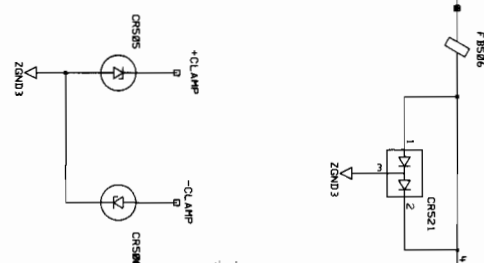 CR505
+CLAMP
ZGND3
-CLAMP
FB506
1
3
ZGND3
2
CR521
4